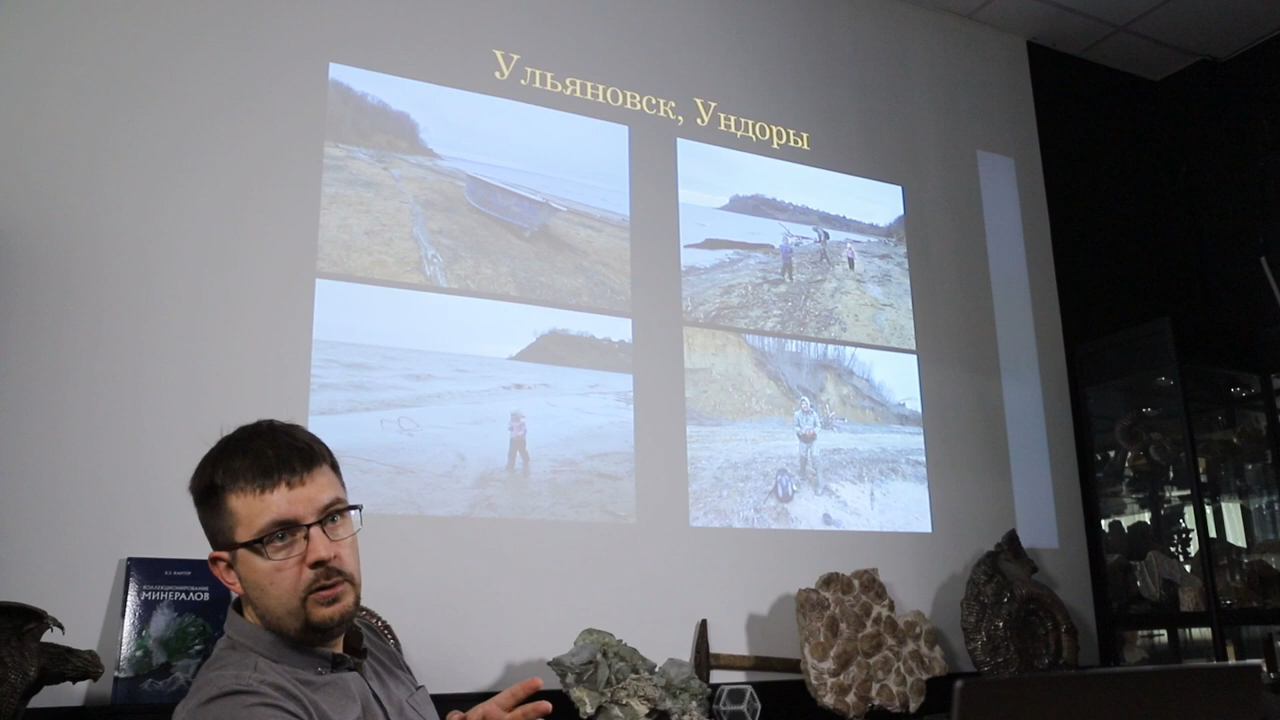 Ульяновск, Ундоры
КОЛЛЕКЦИОНИРОВАНИЕ
МИНЕРАЛОВ